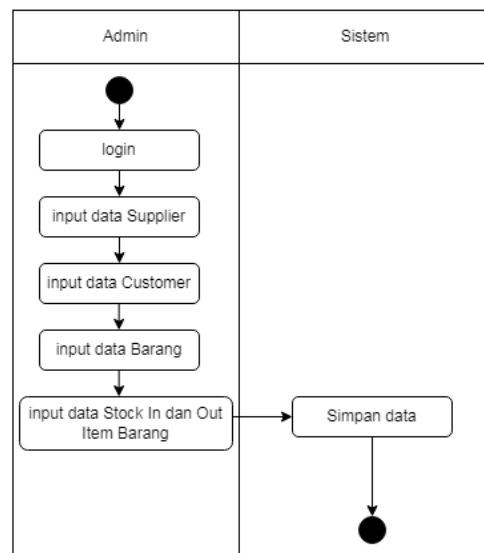 Admin
Sistem
login
input data Supplier
input data Customer
input data Barang
input data Stock In dan Out
Item Barang
Simpan data